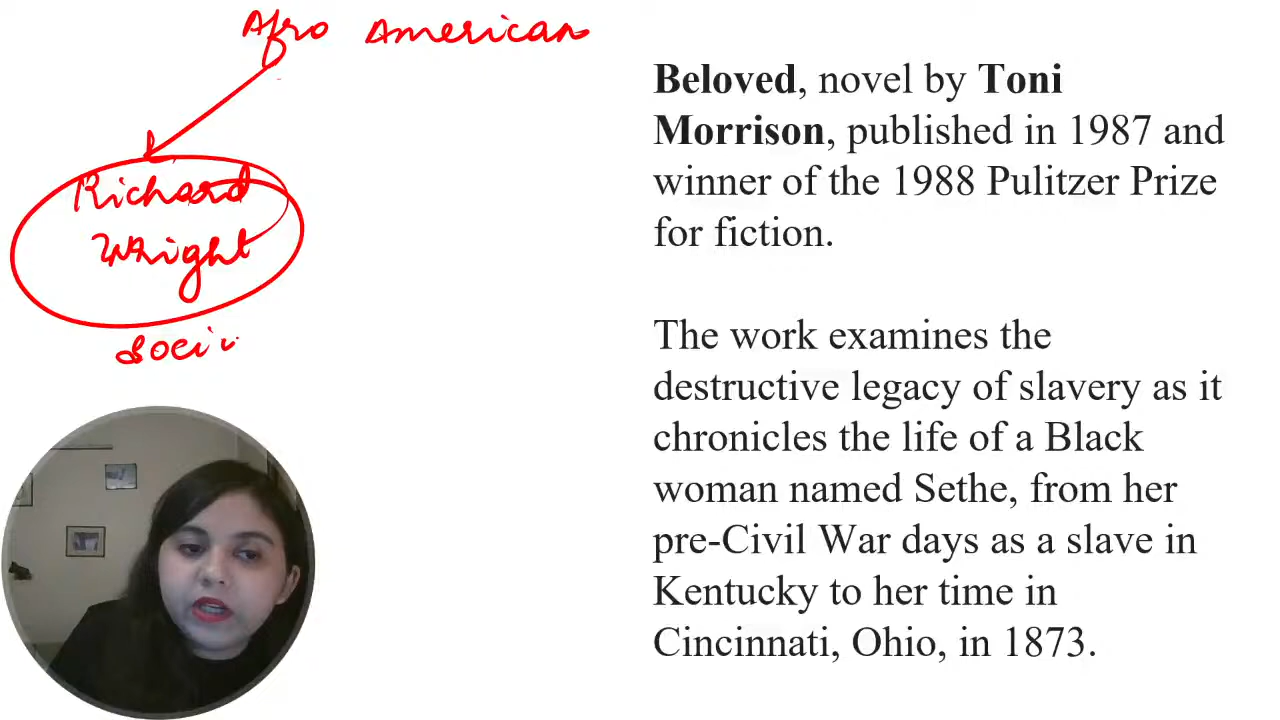 Afro American
Richard
Wright
Beloved, novel by Toni
Morrison, published in 1987 and
winner of the 1988 Pulitzer Prize
for fiction.
The work examines the
destructive legacy of slavery as it
chronicles the life of a Black
woman named Sethe, from her
pre-Civil War days as a slave in
Kentucky to her time in
Cincinnati, Ohio, in 1873.